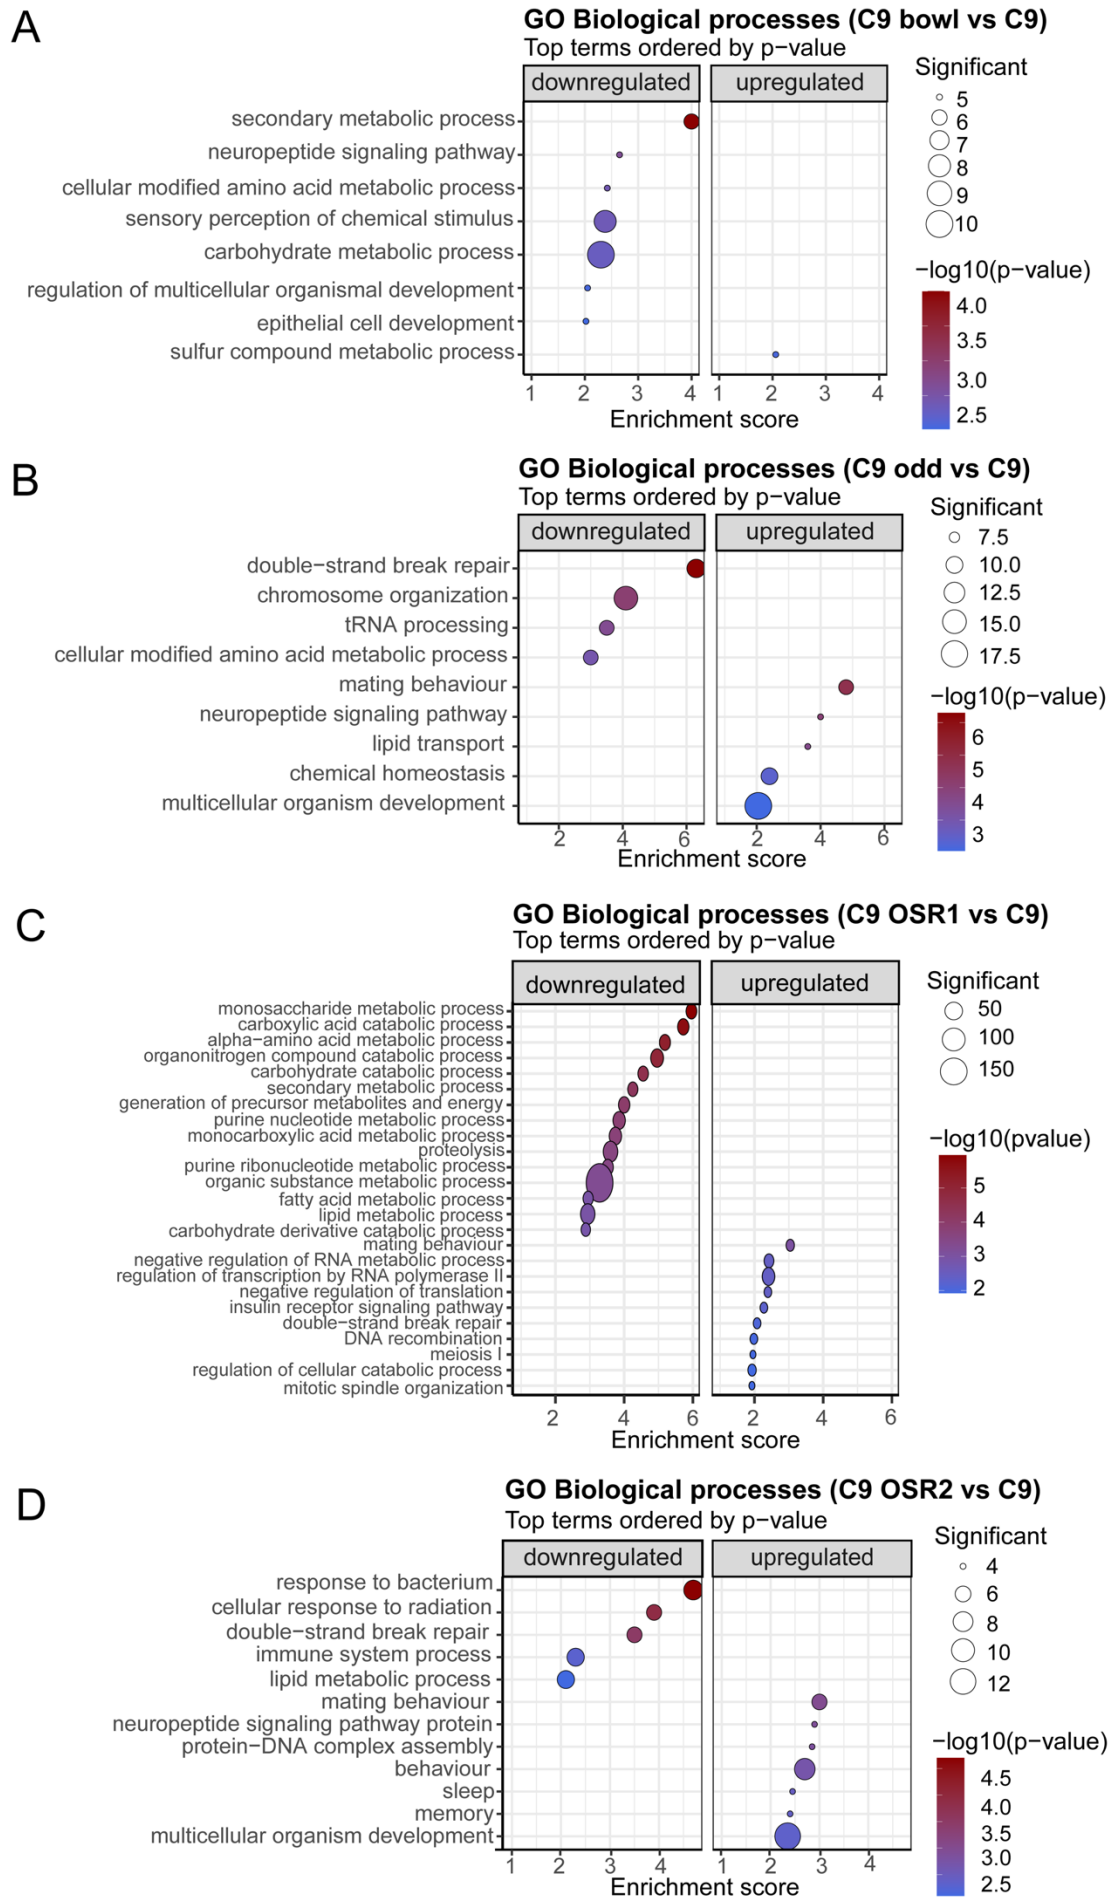 A
GO Biological processes (C9 bowl vs C9)
Top terms ordered by p−value
downregulated
upregulated
secondary metabolic process
neuropeptide signaling pathway
cellular modified amino acid metabolic process
sensory perception of chemical stimulus
carbohydrate metabolic process
regulation of multicellular organismal development
epithelial cell development
sulfur compound metabolic process
1 2 3 4
1 2 3 4
Enrichment score
Significant
5
6
7
8
9
10
−log10(p−value)
4.0
3.5
3.0
2.5
B
GO Biological processes (C9 odd vs C9)
Top terms ordered by p−value
downregulated
upregulated
double−strand break repair
chromosome organization
tRNA processing
cellular modified amino acid metabolic process
mating behaviour
neuropeptide signaling pathway
lipid transport
chemical homeostasis
multicellular organism development
2 4 6
2 4 6
Enrichment score
Significant
7.5
10.0
12.5
15.0
17.5
−log10(p−value)
6
5
4
3
C
GO Biological processes (C9 OSR1 vs C9)
Top terms ordered by p−value
downregulated
upregulated
monosaccharide metabolic process
carboxylic acid catabolic process
alpha−amino acid metabolic process
organonitrogen compound catabolic process
carbohydrate catabolic process
secondary metabolic process
generation of precursor metabolites and energy
purine nucleotide metabolic process
monocarboxylic acid metabolic process
proteolysis
purine ribonucleotide metabolic process
organic substance metabolic process
fatty acid metabolic process
lipid metabolic process
carbohydrate derivative catabolic process
mating behaviour
negative regulation of RNA metabolic process
regulation of transcription by RNA polymerase II
negative regulation of translation
insulin receptor signaling pathway
double−strand break repair
DNA recombination
meiosis I
regulation of cellular catabolic process
mitotic spindle organization
2 4 6
2 4 6
Enrichment score
Significant
50
100
150
−log10(pvalue)
5
4
3
2
D
GO Biological processes (C9 OSR2 vs C9)
Top terms ordered by p−value
downregulated
upregulated
response to bacterium
cellular response to radiation
double−strand break repair
immune system process
lipid metabolic process
mating behaviour
neuropeptide signaling pathway protein
protein−DNA complex assembly
behaviour
sleep
memory
multicellular organism development
1 2 3 4
1 2 3 4
Enrichment score
Significant
4
6
8
10
12
−log10(p−value)
4.5
4.0
3.5
3.0
2.5